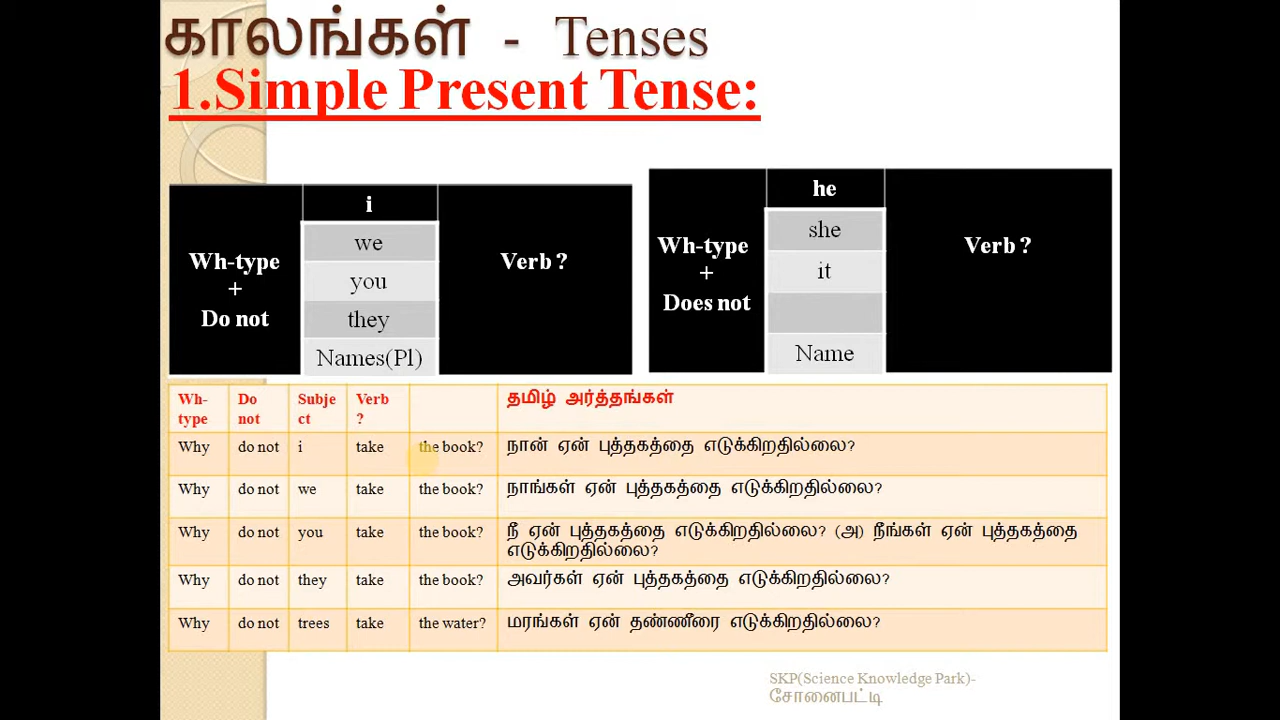 காலங்கள் - Tenses
1.Simple Present Tense:
Wh-type
+
Do not
i
we
you
they
Names(Pl)
Verb ?
Wh-type
+
Does not
he
she
it
Name
Verb ?
Wh-type Do not Subject Verb ? தமிழ் அர்த்தங்கள்
Why do not i take the book? நான் ஏன் புத்தகத்தை எடுக்கிறதில்லை?
Why do not we take the book? நாங்கள் ஏன் புத்தகத்தை எடுக்கிறதில்லை?
Why do not you take the book? நீ ஏன் புத்தகத்தை எடுக்கிறதில்லை? (அ) நீங்கள் ஏன் புத்தகத்தை
எடுக்கிறதில்லை?
Why do not they take the book? அவர்கள் ஏன் புத்தகத்தை எடுக்கிறதில்லை?
Why do not trees take the water? மரங்கள் ஏன் தண்ணீரை எடுக்கிறதில்லை?
SKP(Science Knowledge Park)-
சோனைபட்டி